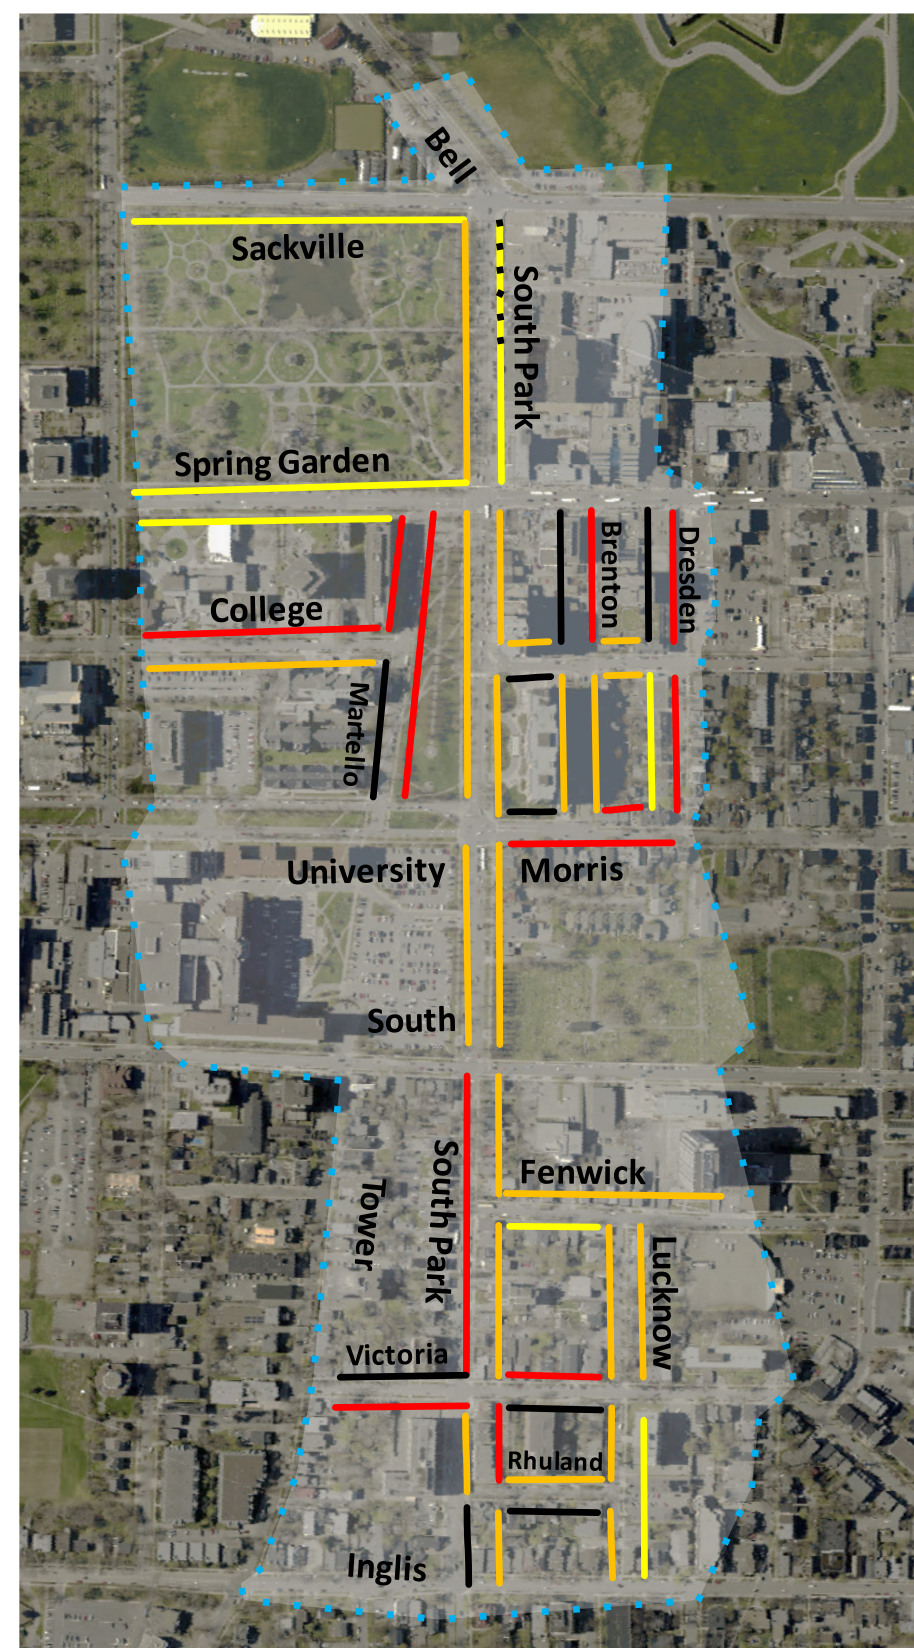 Bell
Sackville
South Park
Spring Garden
Brenton
Dresden
College
Martello
University
Morris
South
South Park
Fenwick
Tower
Lucknow
Victoria
Rhuland
Inglis